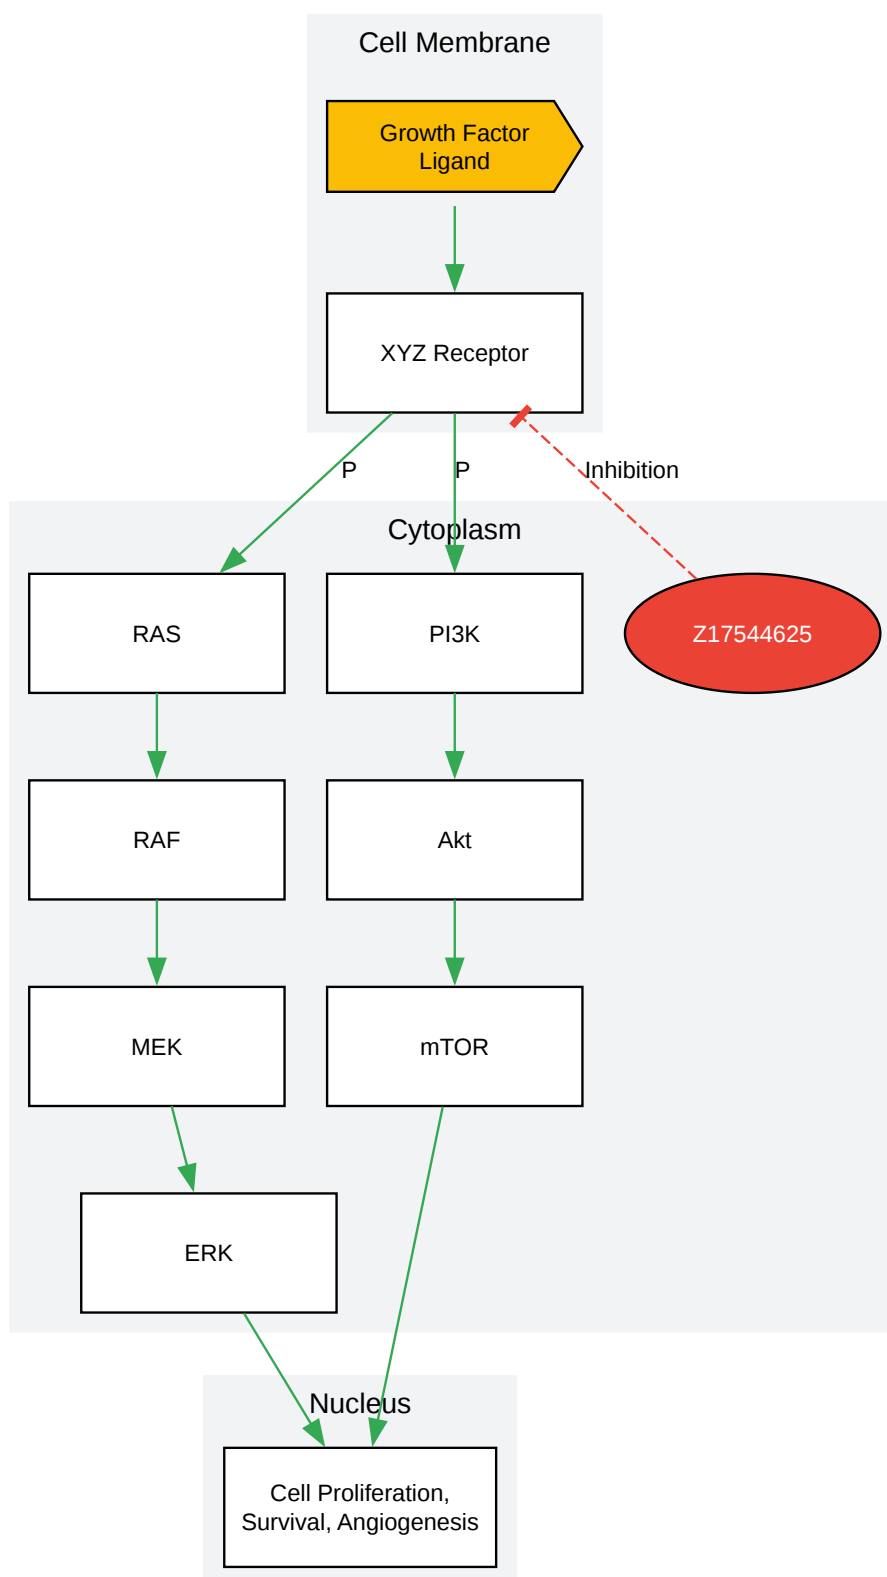 Cell Membrane
Growth Factor
Ligand
XYZ Receptor
P
P
Inhibition
Cytoplasm
RAS
PI3K
Z17544625
RAF
Akt
MEK
mTOR
ERK
Nucleus
Cell Proliferation,
Survival, Angiogenesis